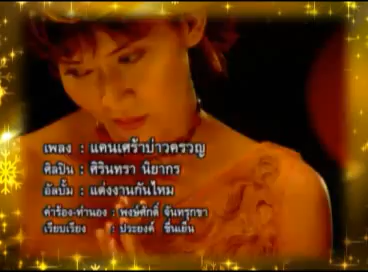 เพลง : แคนเศร้าบ่าวครวญ
ศิลปิน : ศิรินทรา นิยากร
อัลบั้ม : แต่งงานกันไหม
คำร้อง-ทำนอง : พงษ์ศักดิ์ จันทรุกขา
เรียบเรียง : ประยงค์ ชื่นเย็น